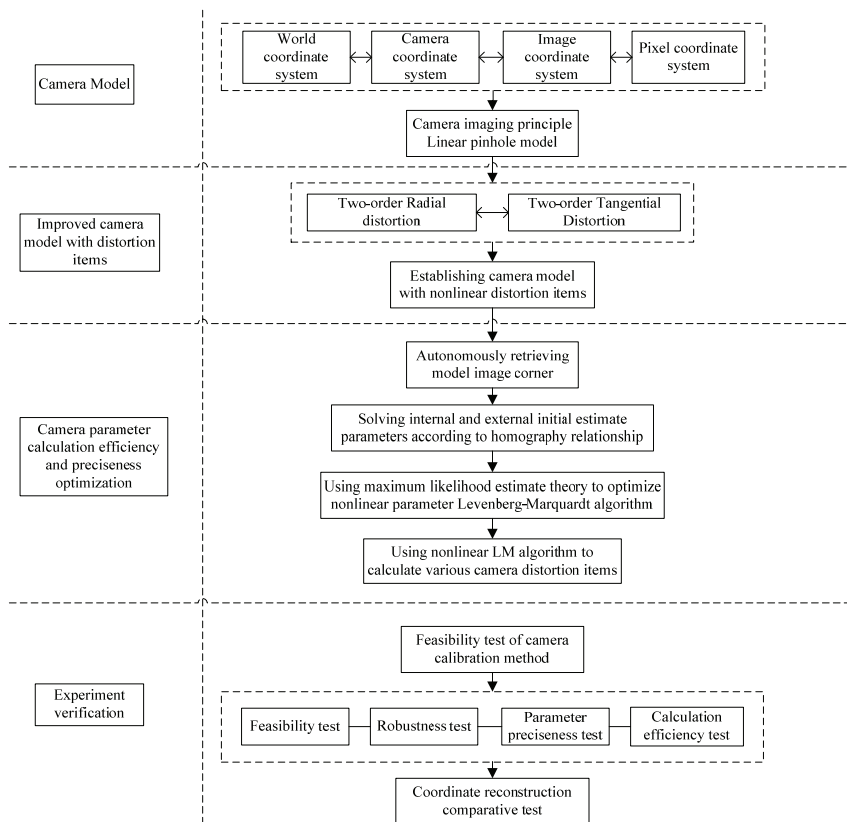 World
coordinate
system
Camera
coordinate
system
Image
coordinate
system
Pixel coordinate
system
Camera Model
Camera imaging principle
Linear pinhole model
Improved camera
model with distortion
items
Two-order Radial
distortion
Two-order Tangential
Distortion
Establishing camera model
with nonlinear distortion items
Camera parameter
calculation efficiency
and preciseness
optimization
Autonomously retrieving
model image corner
Solving internal and external initial estimate
parameters according to homography relationship
Using maximum likelihood estimate theory to optimize
nonlinear parameter Levenberg-Marquardt algorithm
Using nonlinear LM algorithm to
calculate various camera distortion items
Experiment
verification
Feasibility test of camera
calibration method
Feasibility test
Robustness test
Parameter
preciseness test
Calculation
efficiency test
Coordinate reconstruction
comparative test